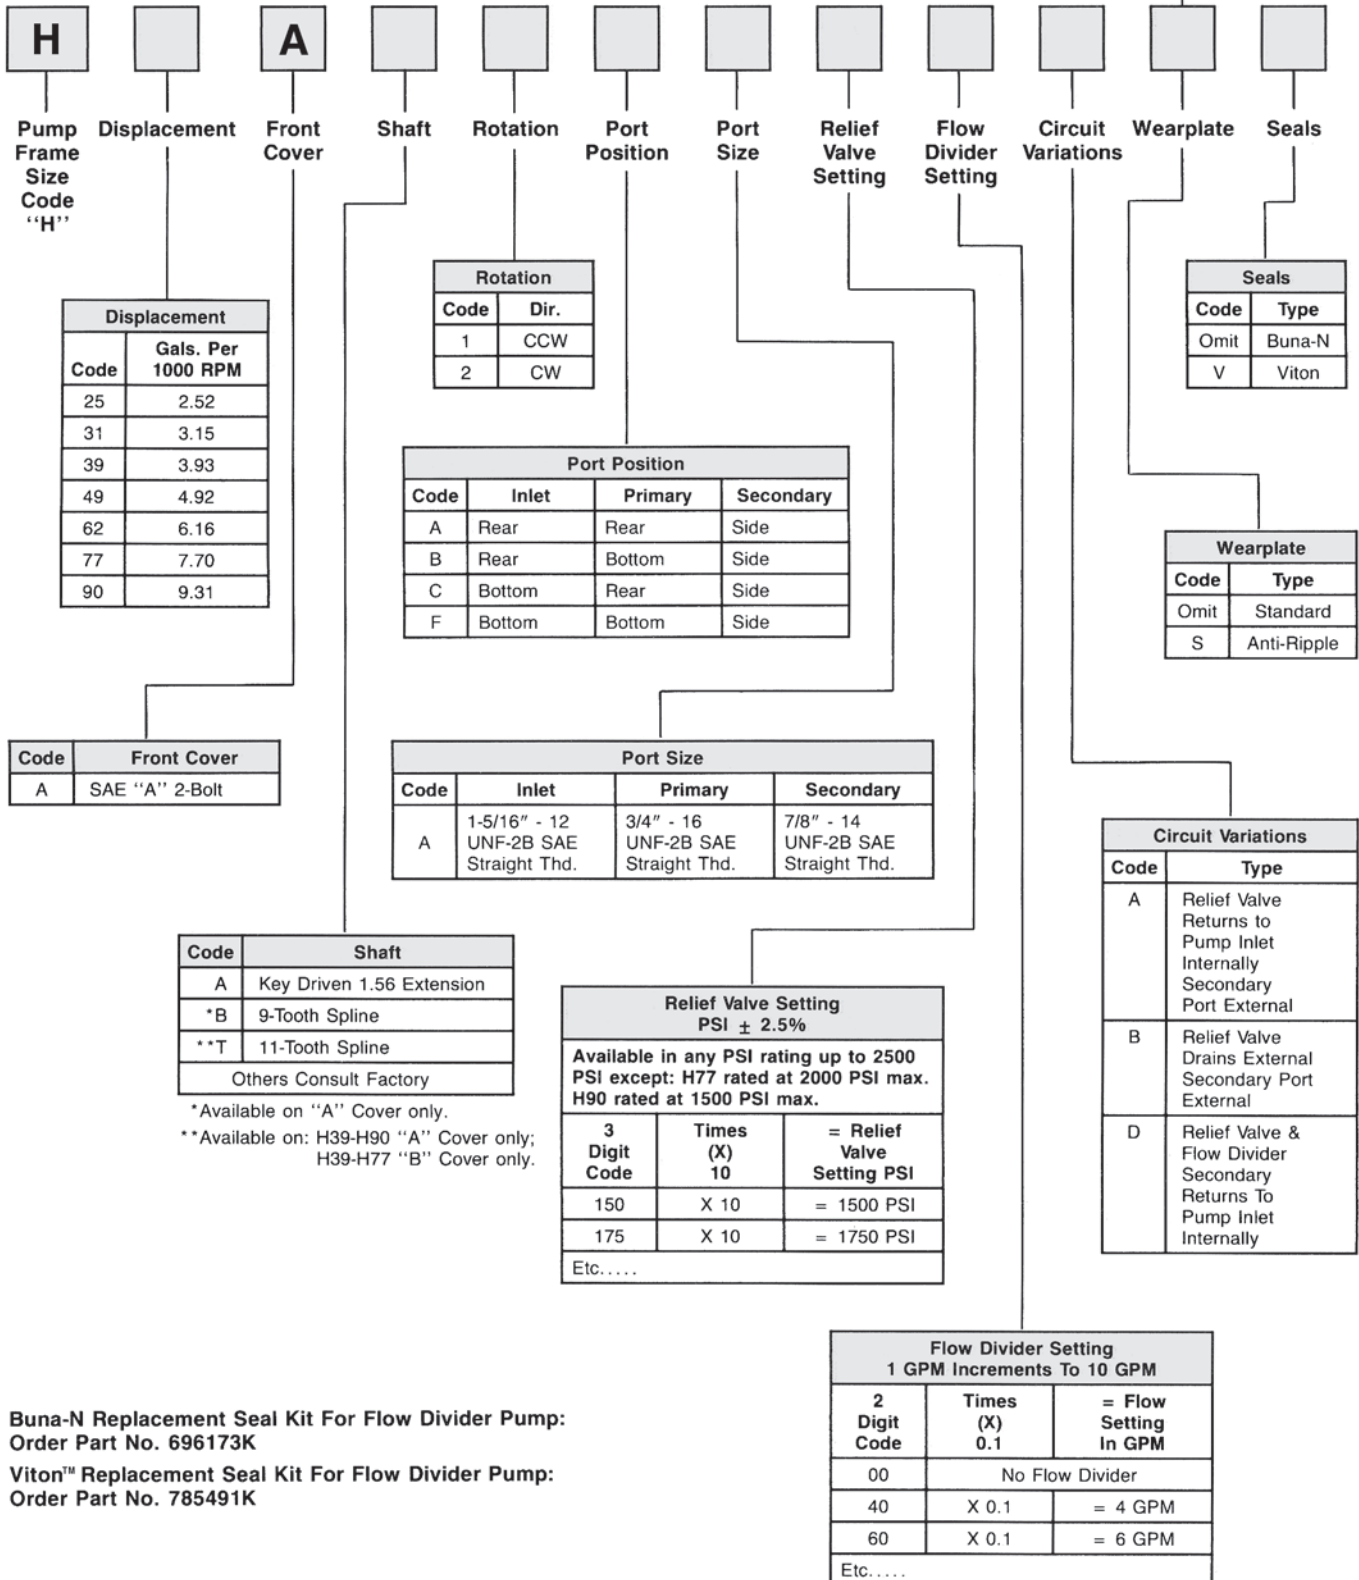 H A
Pump Frame Size Code ‘‘H’’
Displacement
Front Cover
Shaft
Rotation
Port Position
Port Size
Relief Valve Setting
Flow Divider Setting
Circuit Variations
Wearplate
Seals
Displacement
Code Gals. Per 1000 RPM
25 2.52
31 3.15
39 3.93
49 4.92
62 6.16
77 7.70
90 9.31
Rotation
Code Dir.
1 CCW
2 CW
Seals
Code Type
Omit Buna-N
V Viton
Port Position
Code Inlet Primary Secondary
A Rear Rear Side
B Rear Bottom Side
C Bottom Rear Side
F Bottom Bottom Side
Wearplate
Code Type
Omit Standard
S Anti-Ripple
Code Front Cover
A SAE ‘‘A’’ 2-Bolt
Port Size
Code Inlet Primary Secondary
A 1-5/16″ - 12 UNF-2B SAE Straight Thd. 3/4″ - 16 UNF-2B SAE Straight Thd. 7/8″ - 14 UNF-2B SAE Straight Thd.
Circuit Variations
Code Type
A Relief Valve
Returns to
Pump Inlet
Internally
Secondary
Port External
B Relief Valve
Drains External
Secondary Port
External
D Relief Valve &
Flow Divider
Secondary
Returns To
Pump Inlet
Internally
Code Shaft
A Key Driven 1.56 Extension
*B 9-Tooth Spline
**T 11-Tooth Spline
Others Consult Factory
*Available on ‘‘A’’ Cover only.
**Available on: H39-H90 ‘‘A’’ Cover only;
H39-H77 ‘‘B’’ Cover only.
Relief Valve Setting
PSI ± 2.5%
Available in any PSI rating up to 2500
PSI except: H77 rated at 2000 PSI max.
H90 rated at 1500 PSI max.
3 Digit Code Times (X) 10 = Relief Valve Setting PSI
150 X 10 = 1500 PSI
175 X 10 = 1750 PSI
Etc.....
Flow Divider Setting
1 GPM Increments To 10 GPM
2 Digit Code Times (X) 0.1 = Flow Setting In GPM
00 No Flow Divider
40 X 0.1 = 4 GPM
60 X 0.1 = 6 GPM
Etc.....
Buna-N Replacement Seal Kit For Flow Divider Pump:
Order Part No. 696173K
Viton™ Replacement Seal Kit For Flow Divider Pump:
Order Part No. 785491K